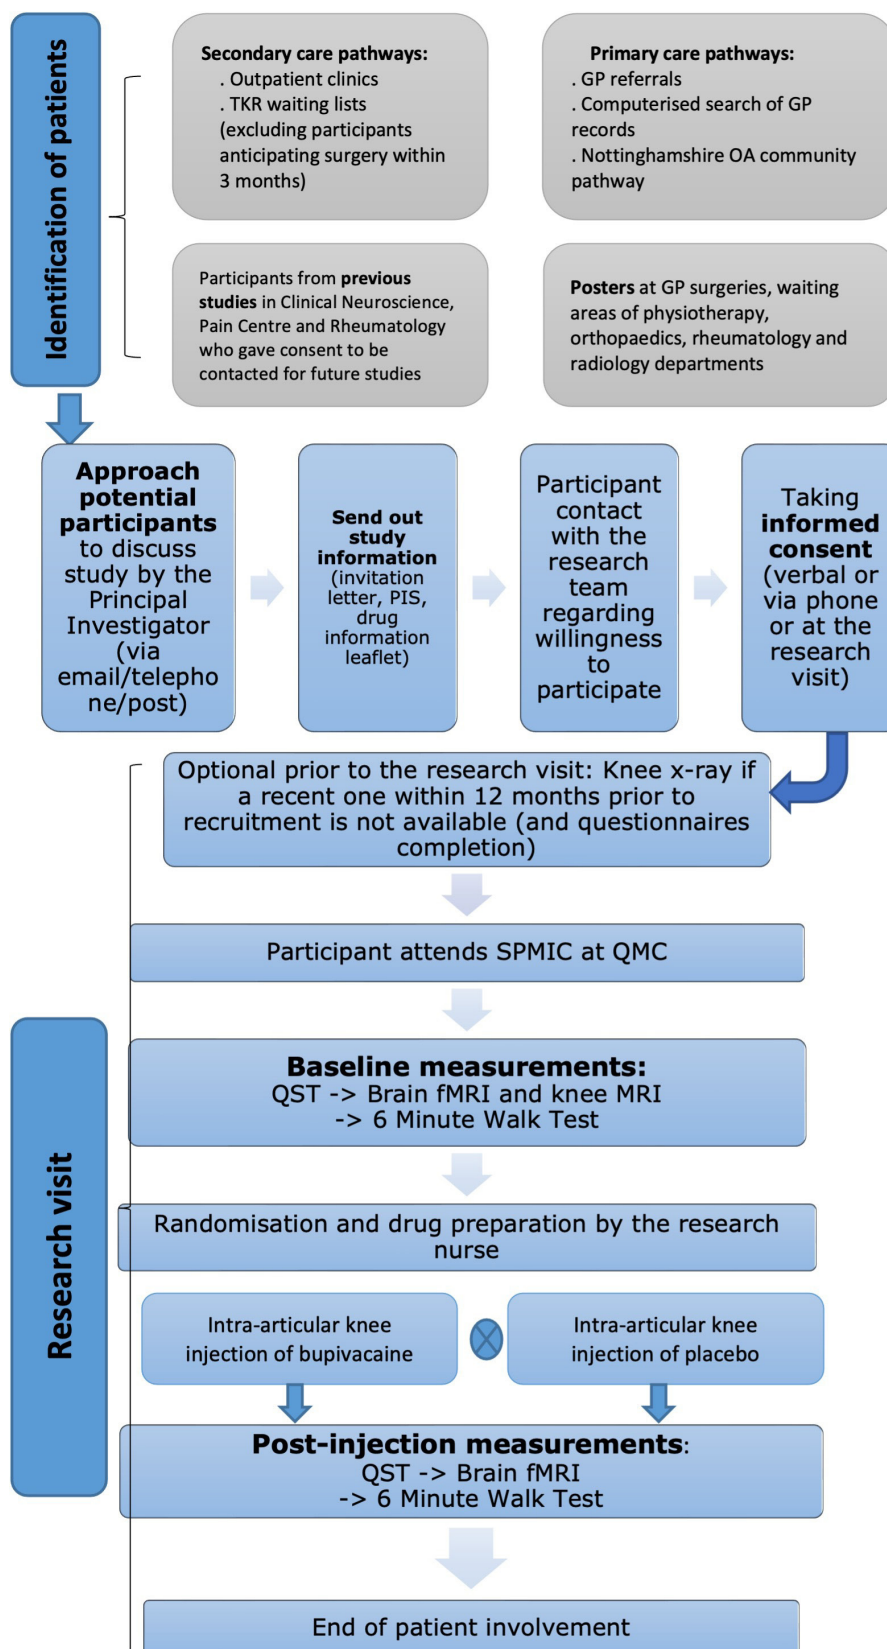 Identification of patients
Secondary care pathways:
. Outpatient clinics
. TKR waiting lists
(excluding participants
anticipating surgery within
3 months)
Primary care pathways:
. GP referrals
. Computerised search of GP
records
. Nottinghamshire OA community
pathway
Participants from previous
studies in Clinical Neuroscience,
Pain Centre and Rheumatology
who gave consent to be
contacted for future studies
Posters at GP surgeries, waiting
areas of physiotherapy,
orthopaedics, rheumatology and
radiology departments
Approach
potential
participants
to discuss
study by the
Principal
Investigator
(via
email/telepho
ne/post)
Send out
study
information
(invitation
letter, PIS,
drug
information
leaflet)
Participant
contact
with the
research
team
regarding
willingness
to
participate
Taking
informed
consent
(verbal or
via phone
or at the
research
visit)
Research visit
Optional prior to the research visit: Knee x-ray if
a recent one within 12 months prior to
recruitment is not available (and questionnaires
completion)
Participant attends SPMIC at QMC
Baseline measurements:
QST -> Brain fMRI and knee MRI
-> 6 Minute Walk Test
Randomisation and drug preparation by the research
nurse
Intra-articular knee
injection of bupivacaine
Intra-articular knee
injection of placebo
Post-injection measurements:
QST -> Brain fMRI
-> 6 Minute Walk Test
End of patient involvement